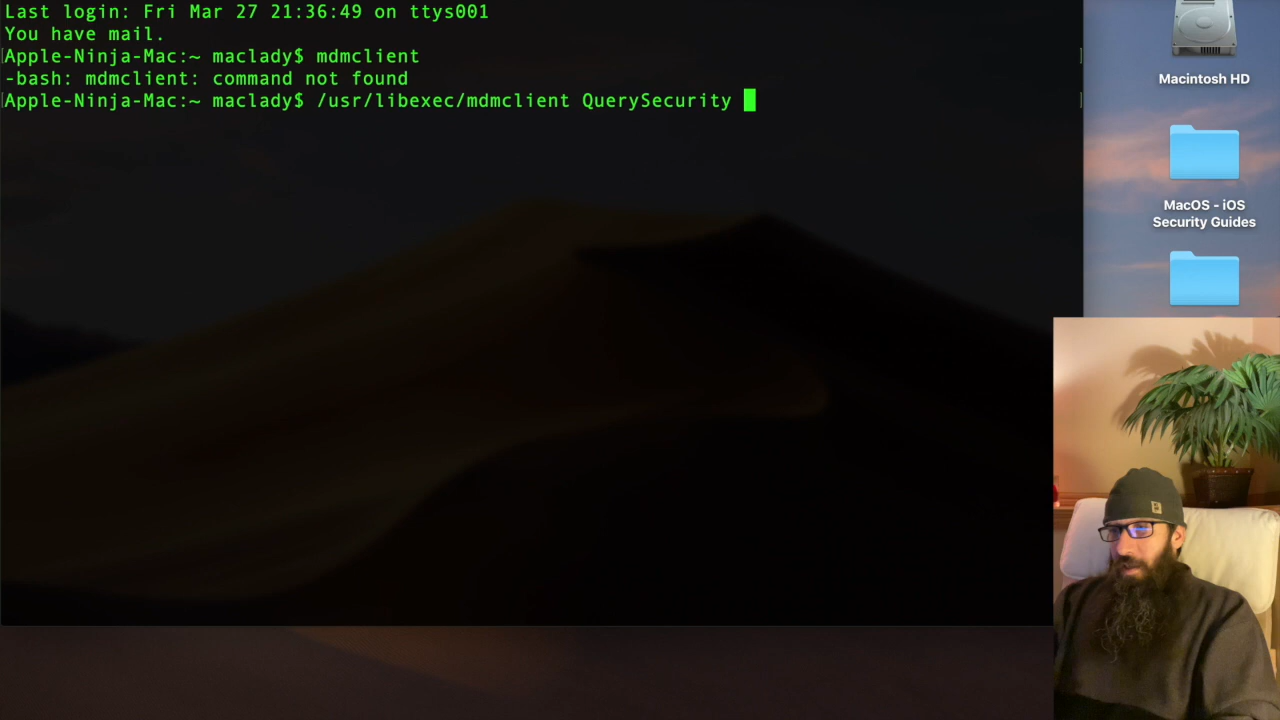 Last login: Fri Mar 27 21:36:49 on ttys001
You have mail.
[Apple-Ninja-Mac:~ maclady$ mdmclient ]
-bash: mdmclient: command not found
[Apple-Ninja-Mac:~ maclady$ /usr/libexec/mdmclient QuerySecurity ]
Macintosh HD
MacOS - iOS
Security Guides